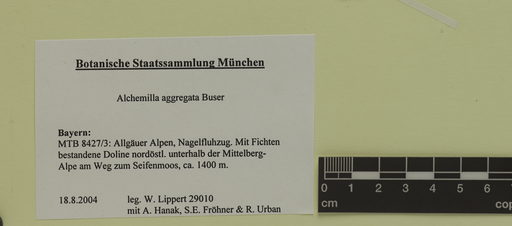 Botanische Staatssammlung München
Alchemilla aggregata Buser
Bayern:
MTB 8427/3: Allgäuer Alpen, Nagelfluhzug. Mit Fichten
bestandene Doline nordöstl. unterhalb der Mittelberg-
Alpe am Weg zum Seifenmoos, ca. 1400 m.
18.8.2004 leg. W. Lippert 29010
mit A. Hanak, S.E. Fröhner & R. Urban
0 1 2 3 4 5 6
cm cop